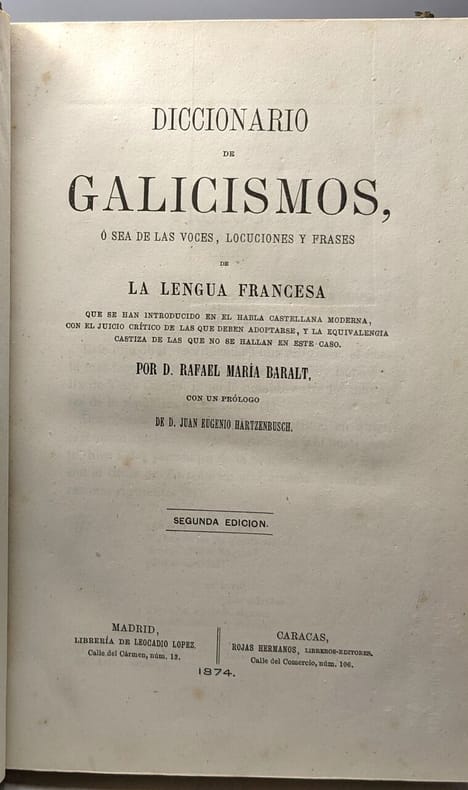 DICCIONARIO
DE
GALICISMOS,
Ó SEA DE LAS VOCES, LOCUCIONES Y FRASES
DE
LA LENGUA FRANCESA
QUE SE HAN INTRODUCIDO EN EL HABLA CASTELLANA MODERNA,
CON EL JUICIO CRÍTICO DE LAS QUE DEBEN ADOPTARSE, Y LA EQUIVALENCIA
CASTIZA DE LAS QUE NO SE HALLAN EN ESTE CASO.
POR D. RAFAEL MARÍA BARALT,
CON UN PRÓLOGO
DE D. JUAN EUGENIO HARTZENBUSCH.
SEGUNDA EDICION.
MADRID,
LIBRERÍA DE LEOCADIO LOPEZ.
Calle del Cármen, núm. 13.
CARACAS,
ROJAS HERMANOS, LIBREROS-EDITORES.
Calle del Comercio, núm. 106.
1874.